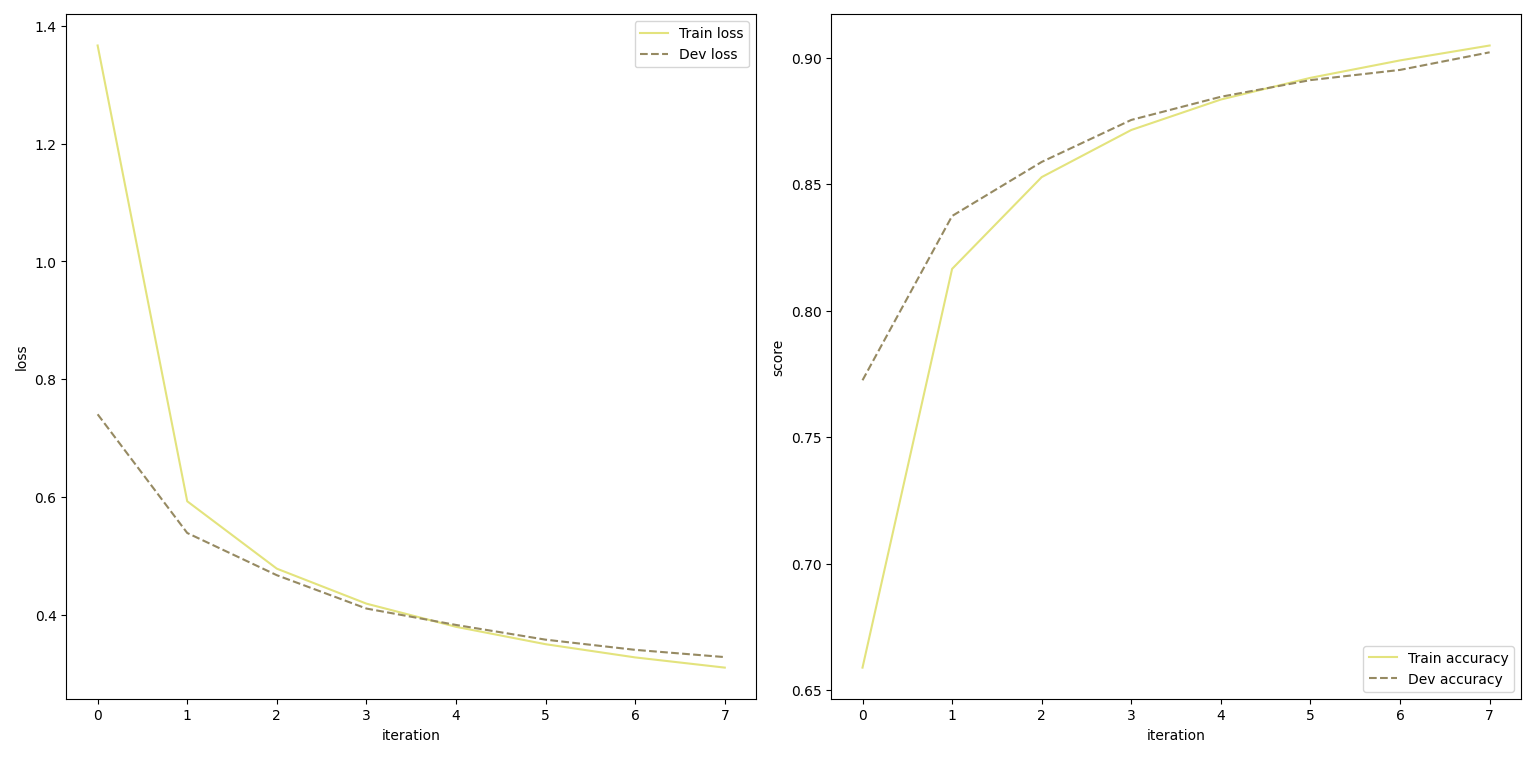 1.4
1.2
1.0
0.8
0.6
0.4
loss
0 1 2 3 4 5 6 7
iteration
Train loss
Dev loss
0.90
0.85
0.80
0.75
0.70
0.65
score
0 1 2 3 4 5 6 7
iteration
Train accuracy
Dev accuracy